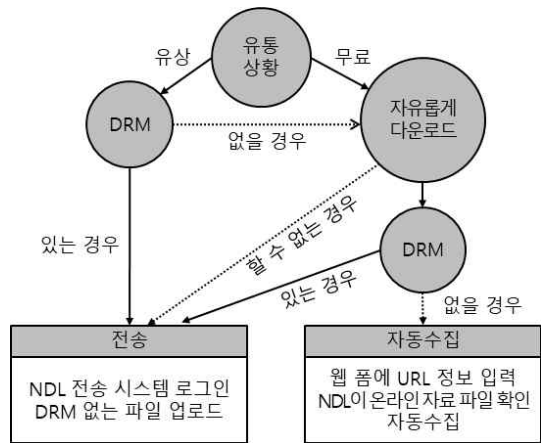 유통
상황
유상
무료
DRM
없을 경우
자유롭게
다운로드
있는 경우
할 수 없는 경우
DRM
있는 경우
없을 경우
전송
NDL 전송 시스템 로그인
DRM 없는 파일 업로드
자동수집
웹 폼에 URL 정보 입력
NDL이 온라인 자료 파일 확인
자동수집